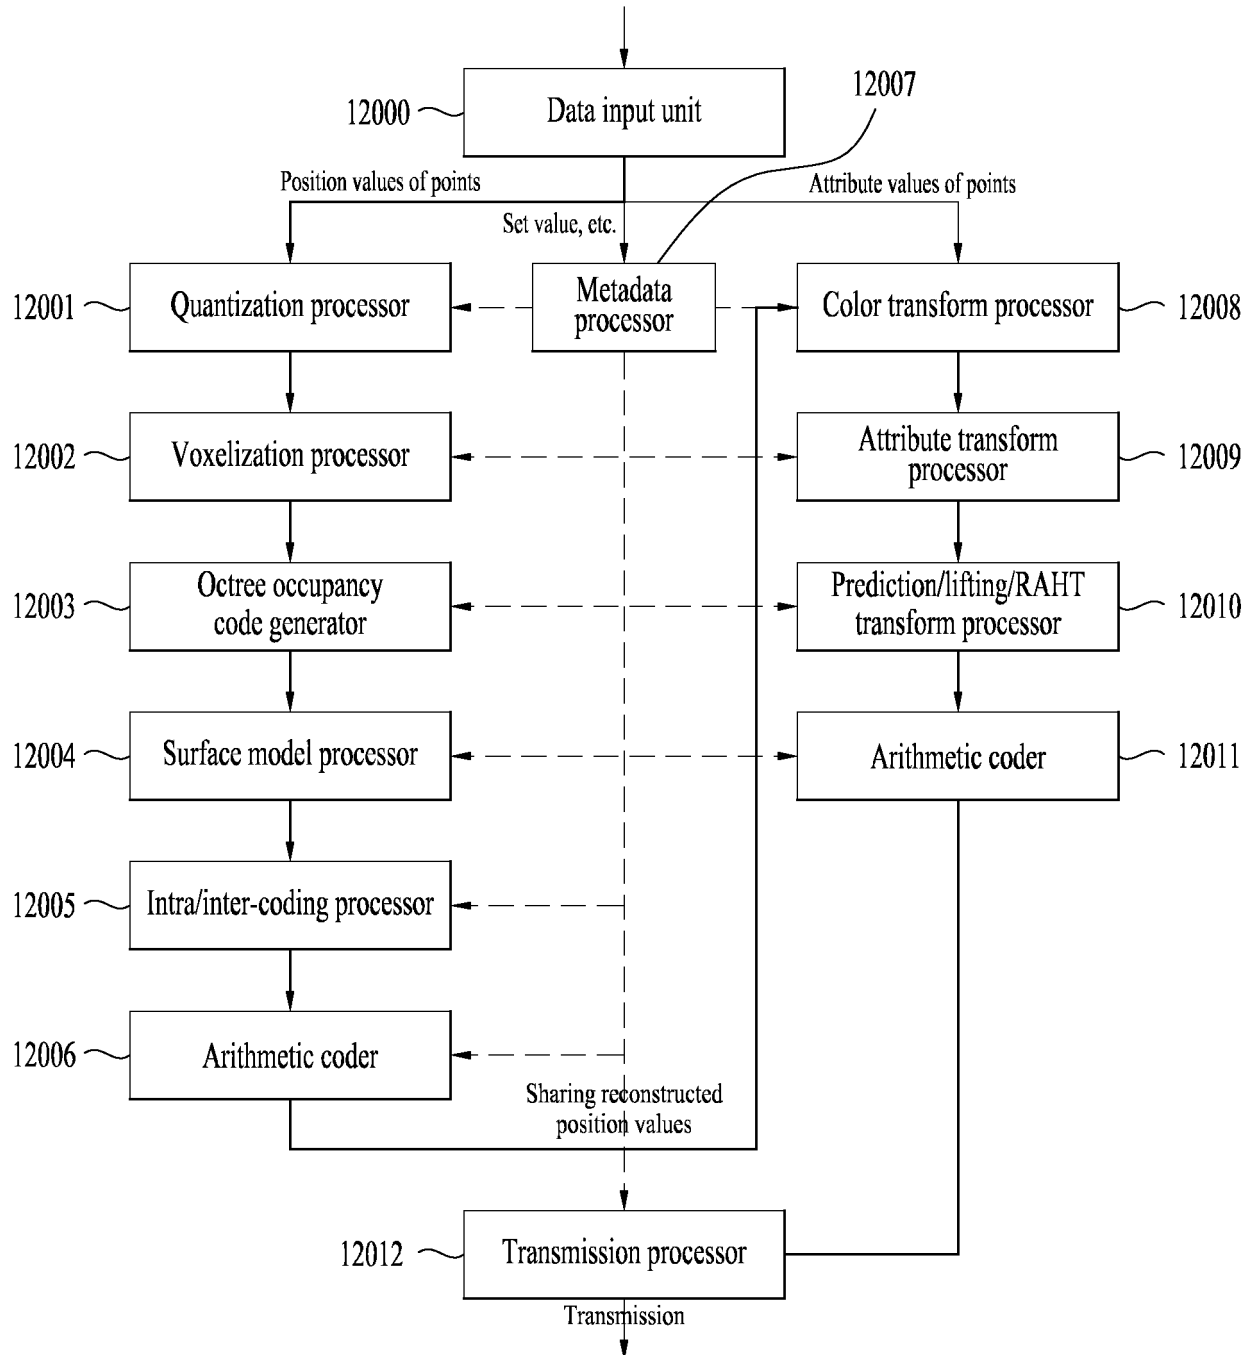 12007
12000
Data input unit
Position values of points
Attribute values of points
Set value, etc.
12001
Quantization processor
Metadata
processor
Color transform processor
12008
12002
Voxelization processor
Attribute transform
processor
12009
12003
Octree occupancy
code generator
Prediction/lifting/RAHT
transform processor
12010
12004
Surface model processor
Arithmetic coder
12011
12005
Intra/inter-coding processor
12006
Arithmetic coder
Sharing reconstructed
position values
12012
Transmission processor
Transmission